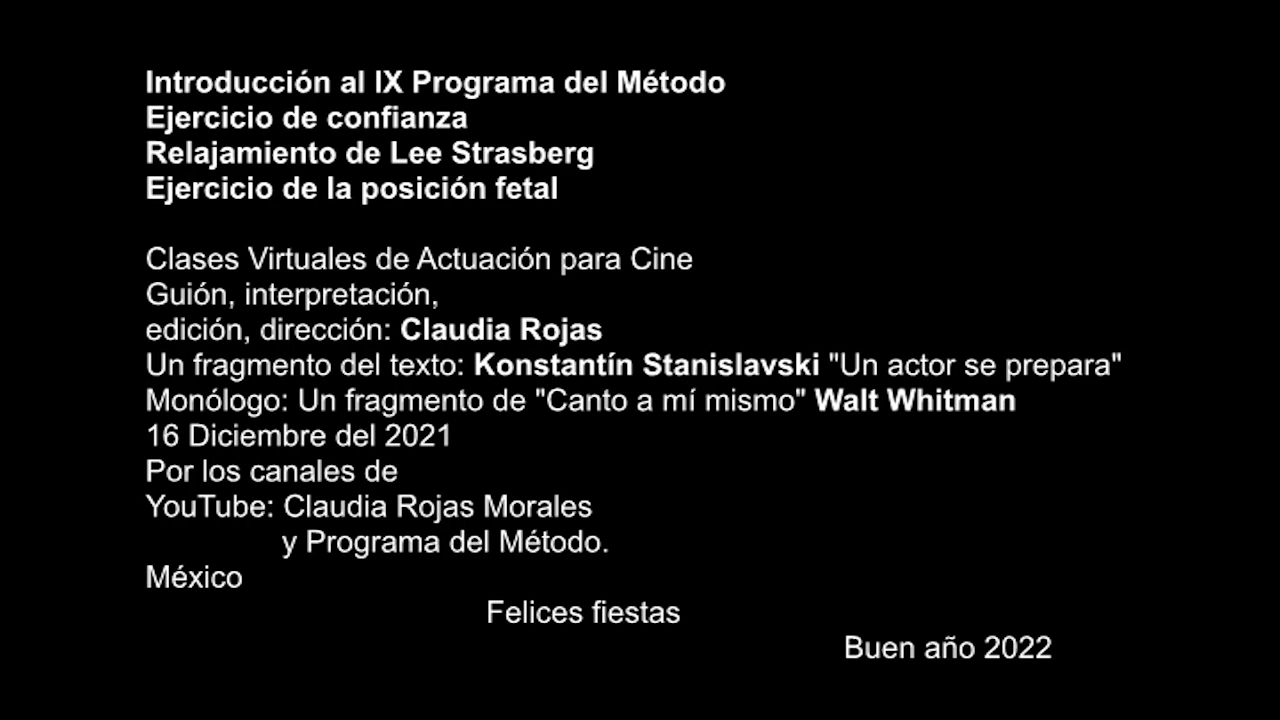 Introducción al IX Programa del Método
Ejercicio de confianza
Relajamiento de Lee Strasberg
Ejercicio de la posición fetal
Clases Virtuales de Actuación para Cine
Guión, interpretación,
edición, dirección: Claudia Rojas
Un fragmento del texto: Konstantín Stanislavski "Un actor se prepara"
Monólogo: Un fragmento de "Canto a mí mismo" Walt Whitman
16 Diciembre del 2021
Por los canales de
YouTube: Claudia Rojas Morales
y Programa del Método.
México
Felices fiestas
Buen año 2022